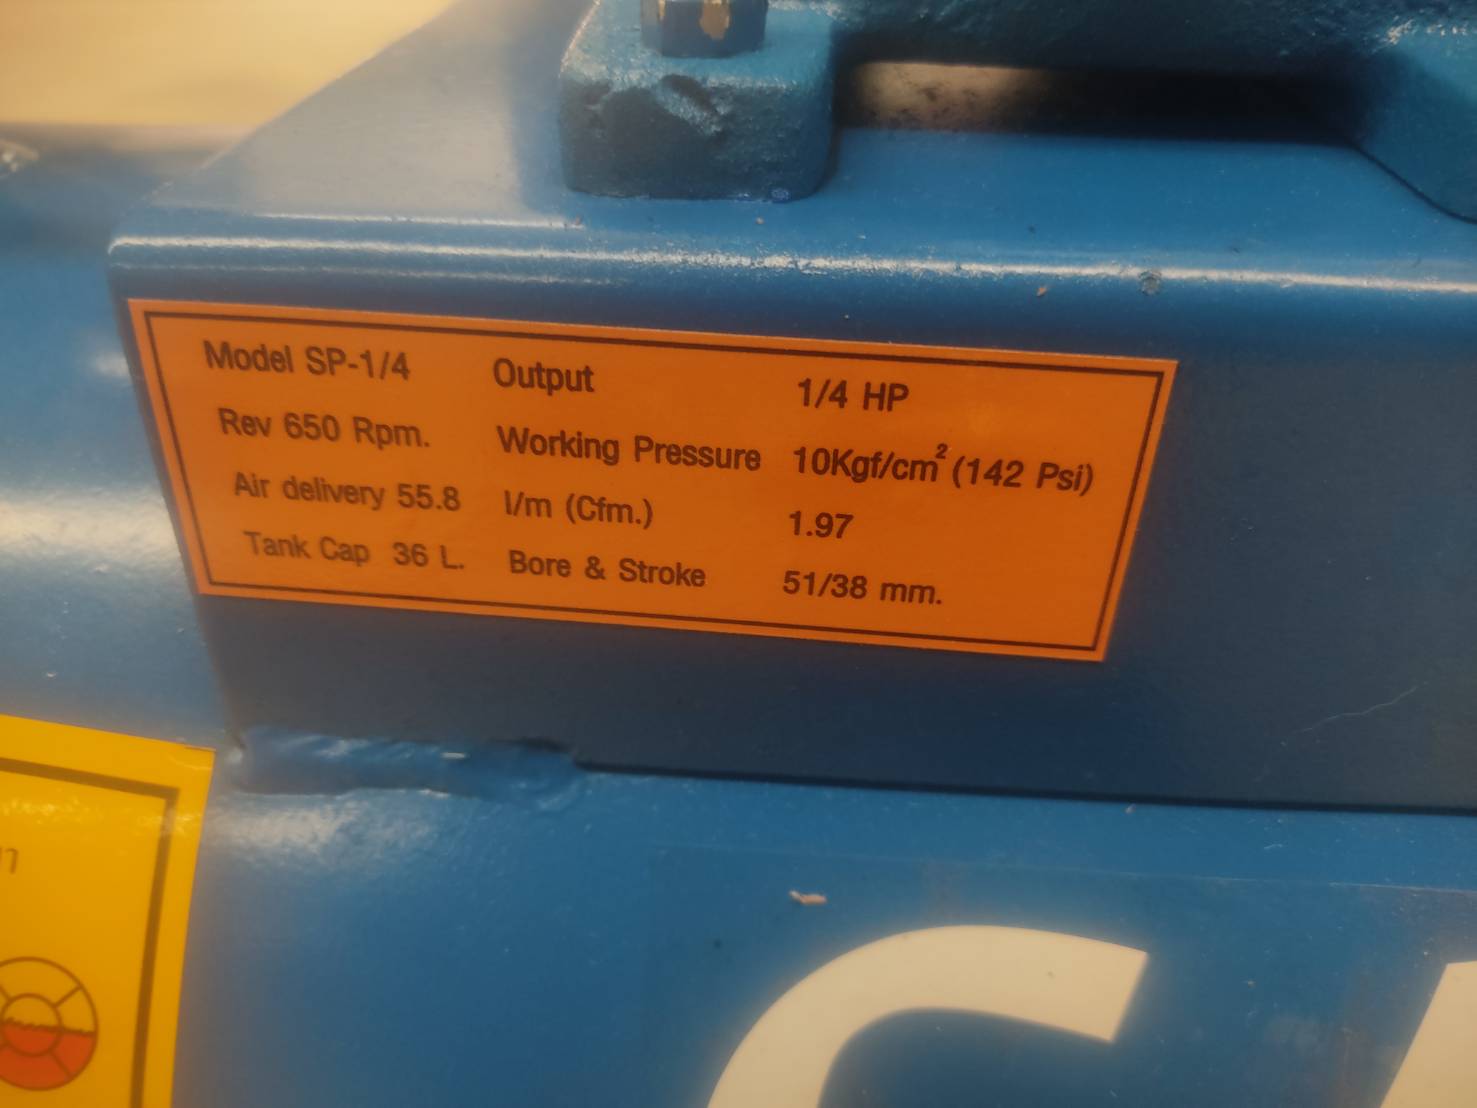 Model SP-1/4 Output 1/4 HP
Rev 650 Rpm. Working Pressure 10Kgf/cm² (142 Psi)
Air delivery 55.8 l/m (Cfm.) 1.97
Tank Cap 36 L. Bore & Stroke 51/38 mm.